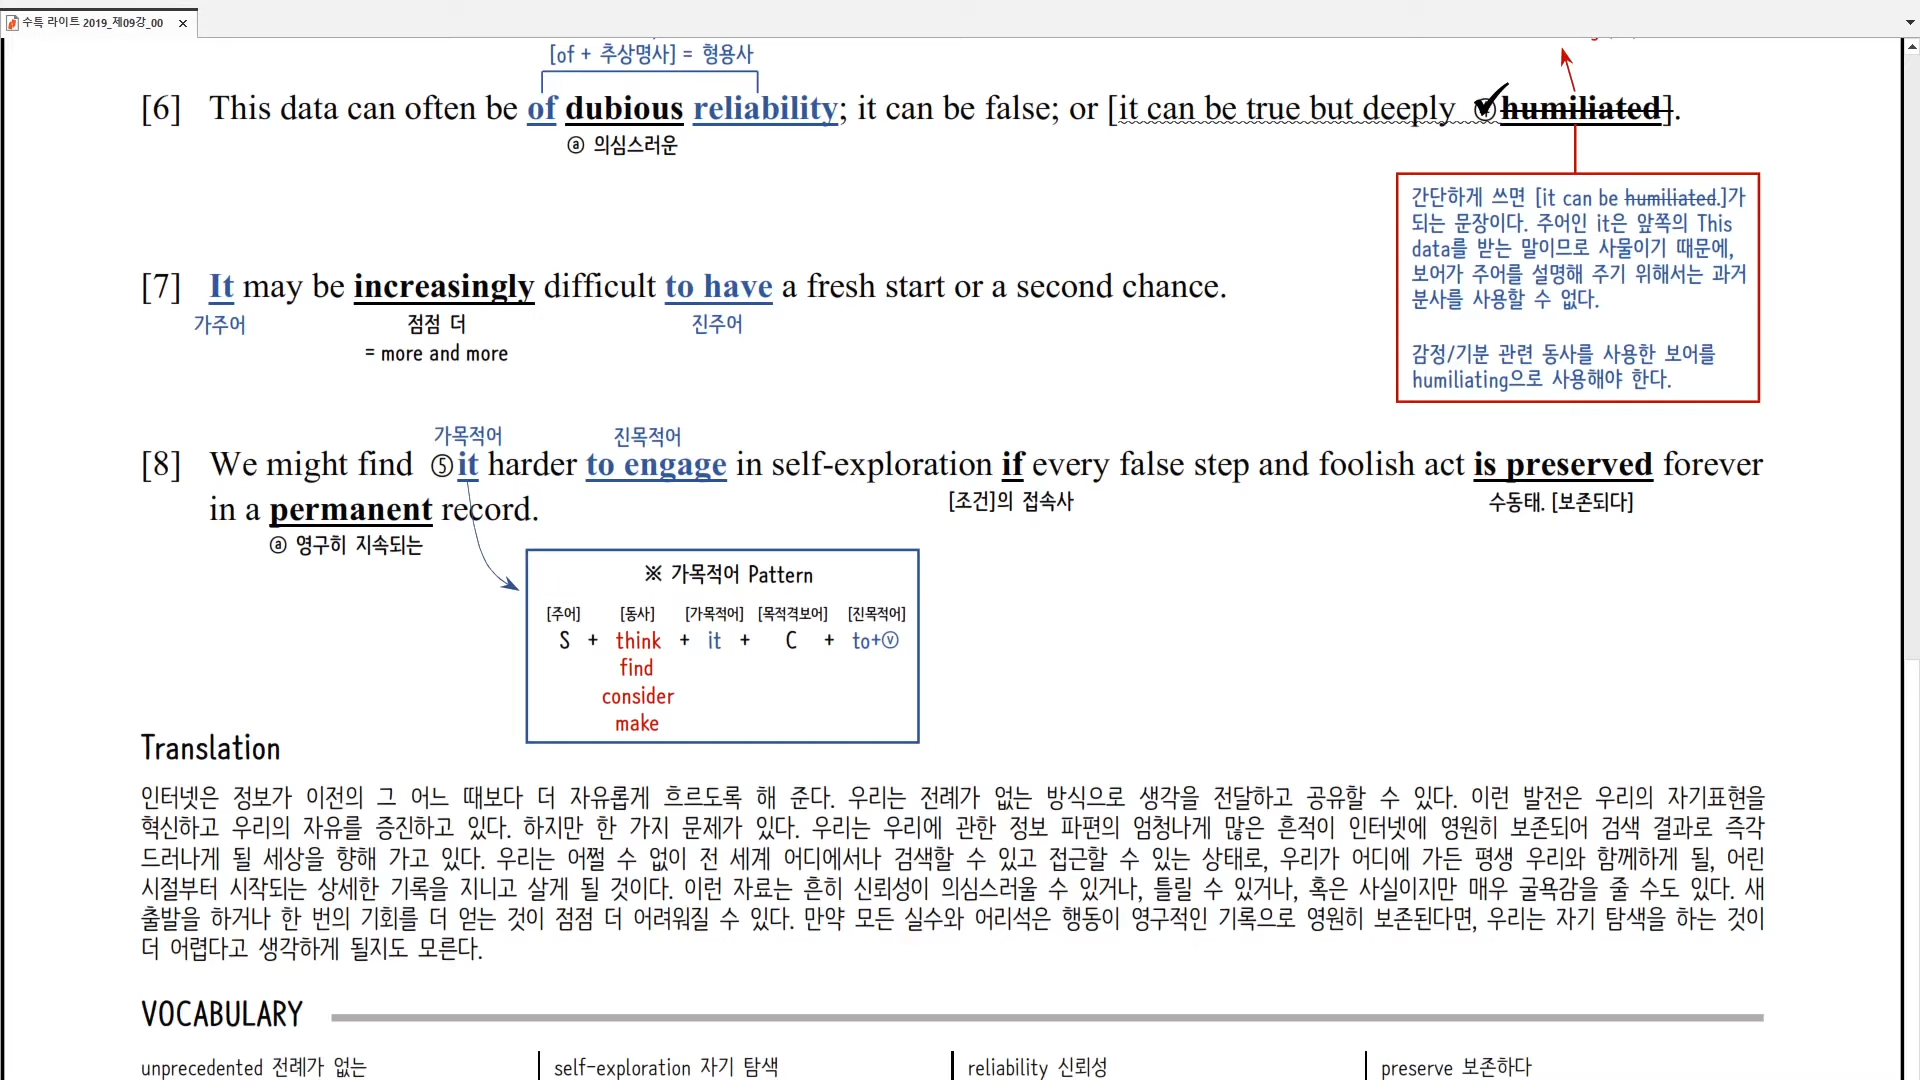 수특 라이트 2019_제09강_00
[of + 추상명사] = 형용사
[6] This data can often be of dubious reliability; it can be false; or [it can be true but deeply ④humiliated].
ⓐ 의심스러운
간단하게 쓰면 [it can be humiliated.]가
되는 문장이다. 주어인 it은 앞쪽의 This
data를 받는 말이므로 사물이기 때문에,
보어가 주어를 설명해 주기 위해서는 과거
분사를 사용할 수 없다.
감정/기분 관련 동사를 사용한 보어를
humiliating으로 사용해야 한다.
[7] It may be increasingly difficult to have a fresh start or a second chance.
가주어 점점 더 진주어
= more and more
가목적어 진목적어
[8] We might find ⑤it harder to engage in self-exploration if every false step and foolish act is preserved forever
[조건]의 접속사 수동태. [보존되다]
in a permanent record.
ⓐ 영구히 지속되는
※ 가목적어 Pattern
[주어] [동사] [가목적어] [목적격보어] [진목적어]
S + think + it + C + to+ⓥ
find
consider
make
Translation
인터넷은 정보가 이전의 그 어느 때보다 더 자유롭게 흐르도록 해 준다. 우리는 전례가 없는 방식으로 생각을 전달하고 공유할 수 있다. 이런 발전은 우리의 자기표현을
혁신하고 우리의 자유를 증진하고 있다. 하지만 한 가지 문제가 있다. 우리는 우리에 관한 정보 파편의 엄청나게 많은 흔적이 인터넷에 영원히 보존되어 검색 결과로 즉각
드러나게 될 세상을 향해 가고 있다. 우리는 어쩔 수 없이 전 세계 어디에서나 검색할 수 있고 접근할 수 있는 상태로, 우리가 어디에 가든 평생 우리와 함께하게 될, 어린
시절부터 시작되는 상세한 기록을 지니고 살게 될 것이다. 이런 자료는 흔히 신뢰성이 의심스러울 수 있거나, 틀릴 수 있거나, 혹은 사실이지만 매우 굴욕감을 줄 수도 있다. 새
출발을 하거나 한 번의 기회를 더 얻는 것이 점점 더 어려워질 수 있다. 만약 모든 실수와 어리석은 행동이 영구적인 기록으로 영원히 보존된다면, 우리는 자기 탐색을 하는 것이
더 어렵다고 생각하게 될지도 모른다.
VOCABULARY
unprecedented 전례가 없는 self-exploration 자기 탐색 reliability 신뢰성 preserve 보존하다